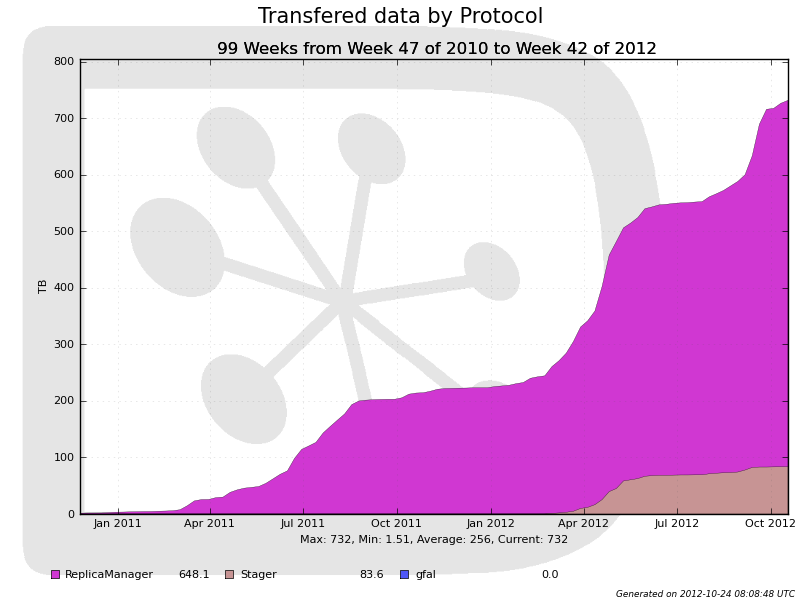 Transfered data by Protocol
99 Weeks from Week 47 of 2010 to Week 42 of 2012
800
700
600
500
400
300
200
100
0
TB
Jan 2011 Apr 2011 Jul 2011 Oct 2011 Jan 2012 Apr 2012 Jul 2012 Oct 2012
Max: 732, Min: 1.51, Average: 256, Current: 732
ReplicaManager 648.1 Stager 83.6 gfal 0.0
Generated on 2012-10-24 08:08:48 UTC